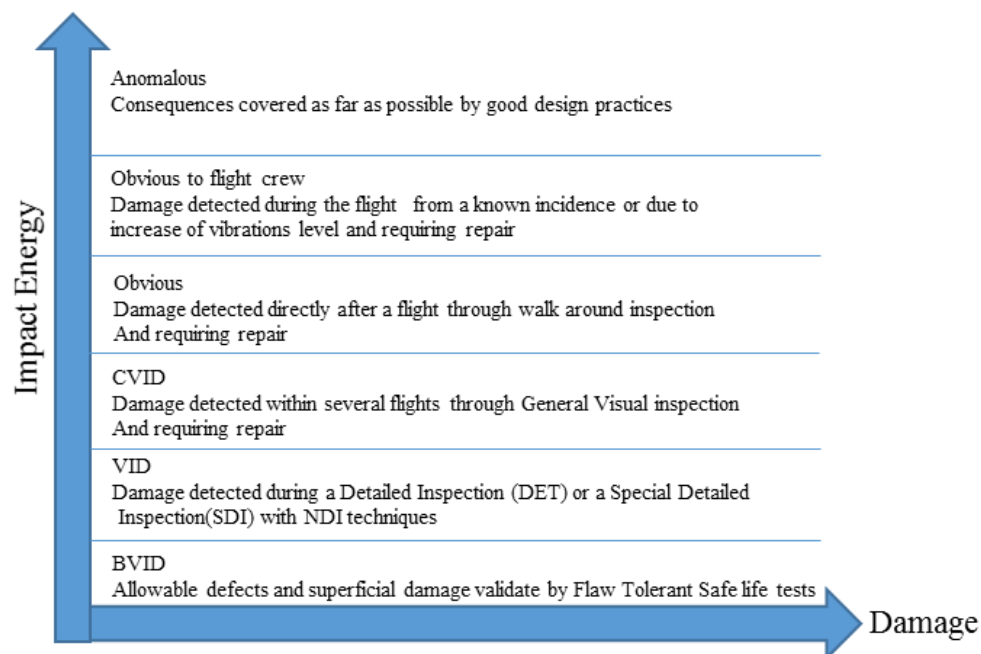 Anomalous
Consequences covered as far as possible by good design practices
Obvious to flight crew
Damage detected during the flight from a known incidence or due to
increase of vibrations level and requiring repair
Obvious
Damage detected directly after a flight through walk around inspection
And requiring repair
CVID
Damage detected within several flights through General Visual inspection
And requiring repair
VID
Damage detected during a Detailed Inspection (DET) or a Special Detailed
Inspection(SDI) with NDI techniques
BVID
Allowable defects and superficial damage validate by Flaw Tolerant Safe life tests
Impact Energy
Damage